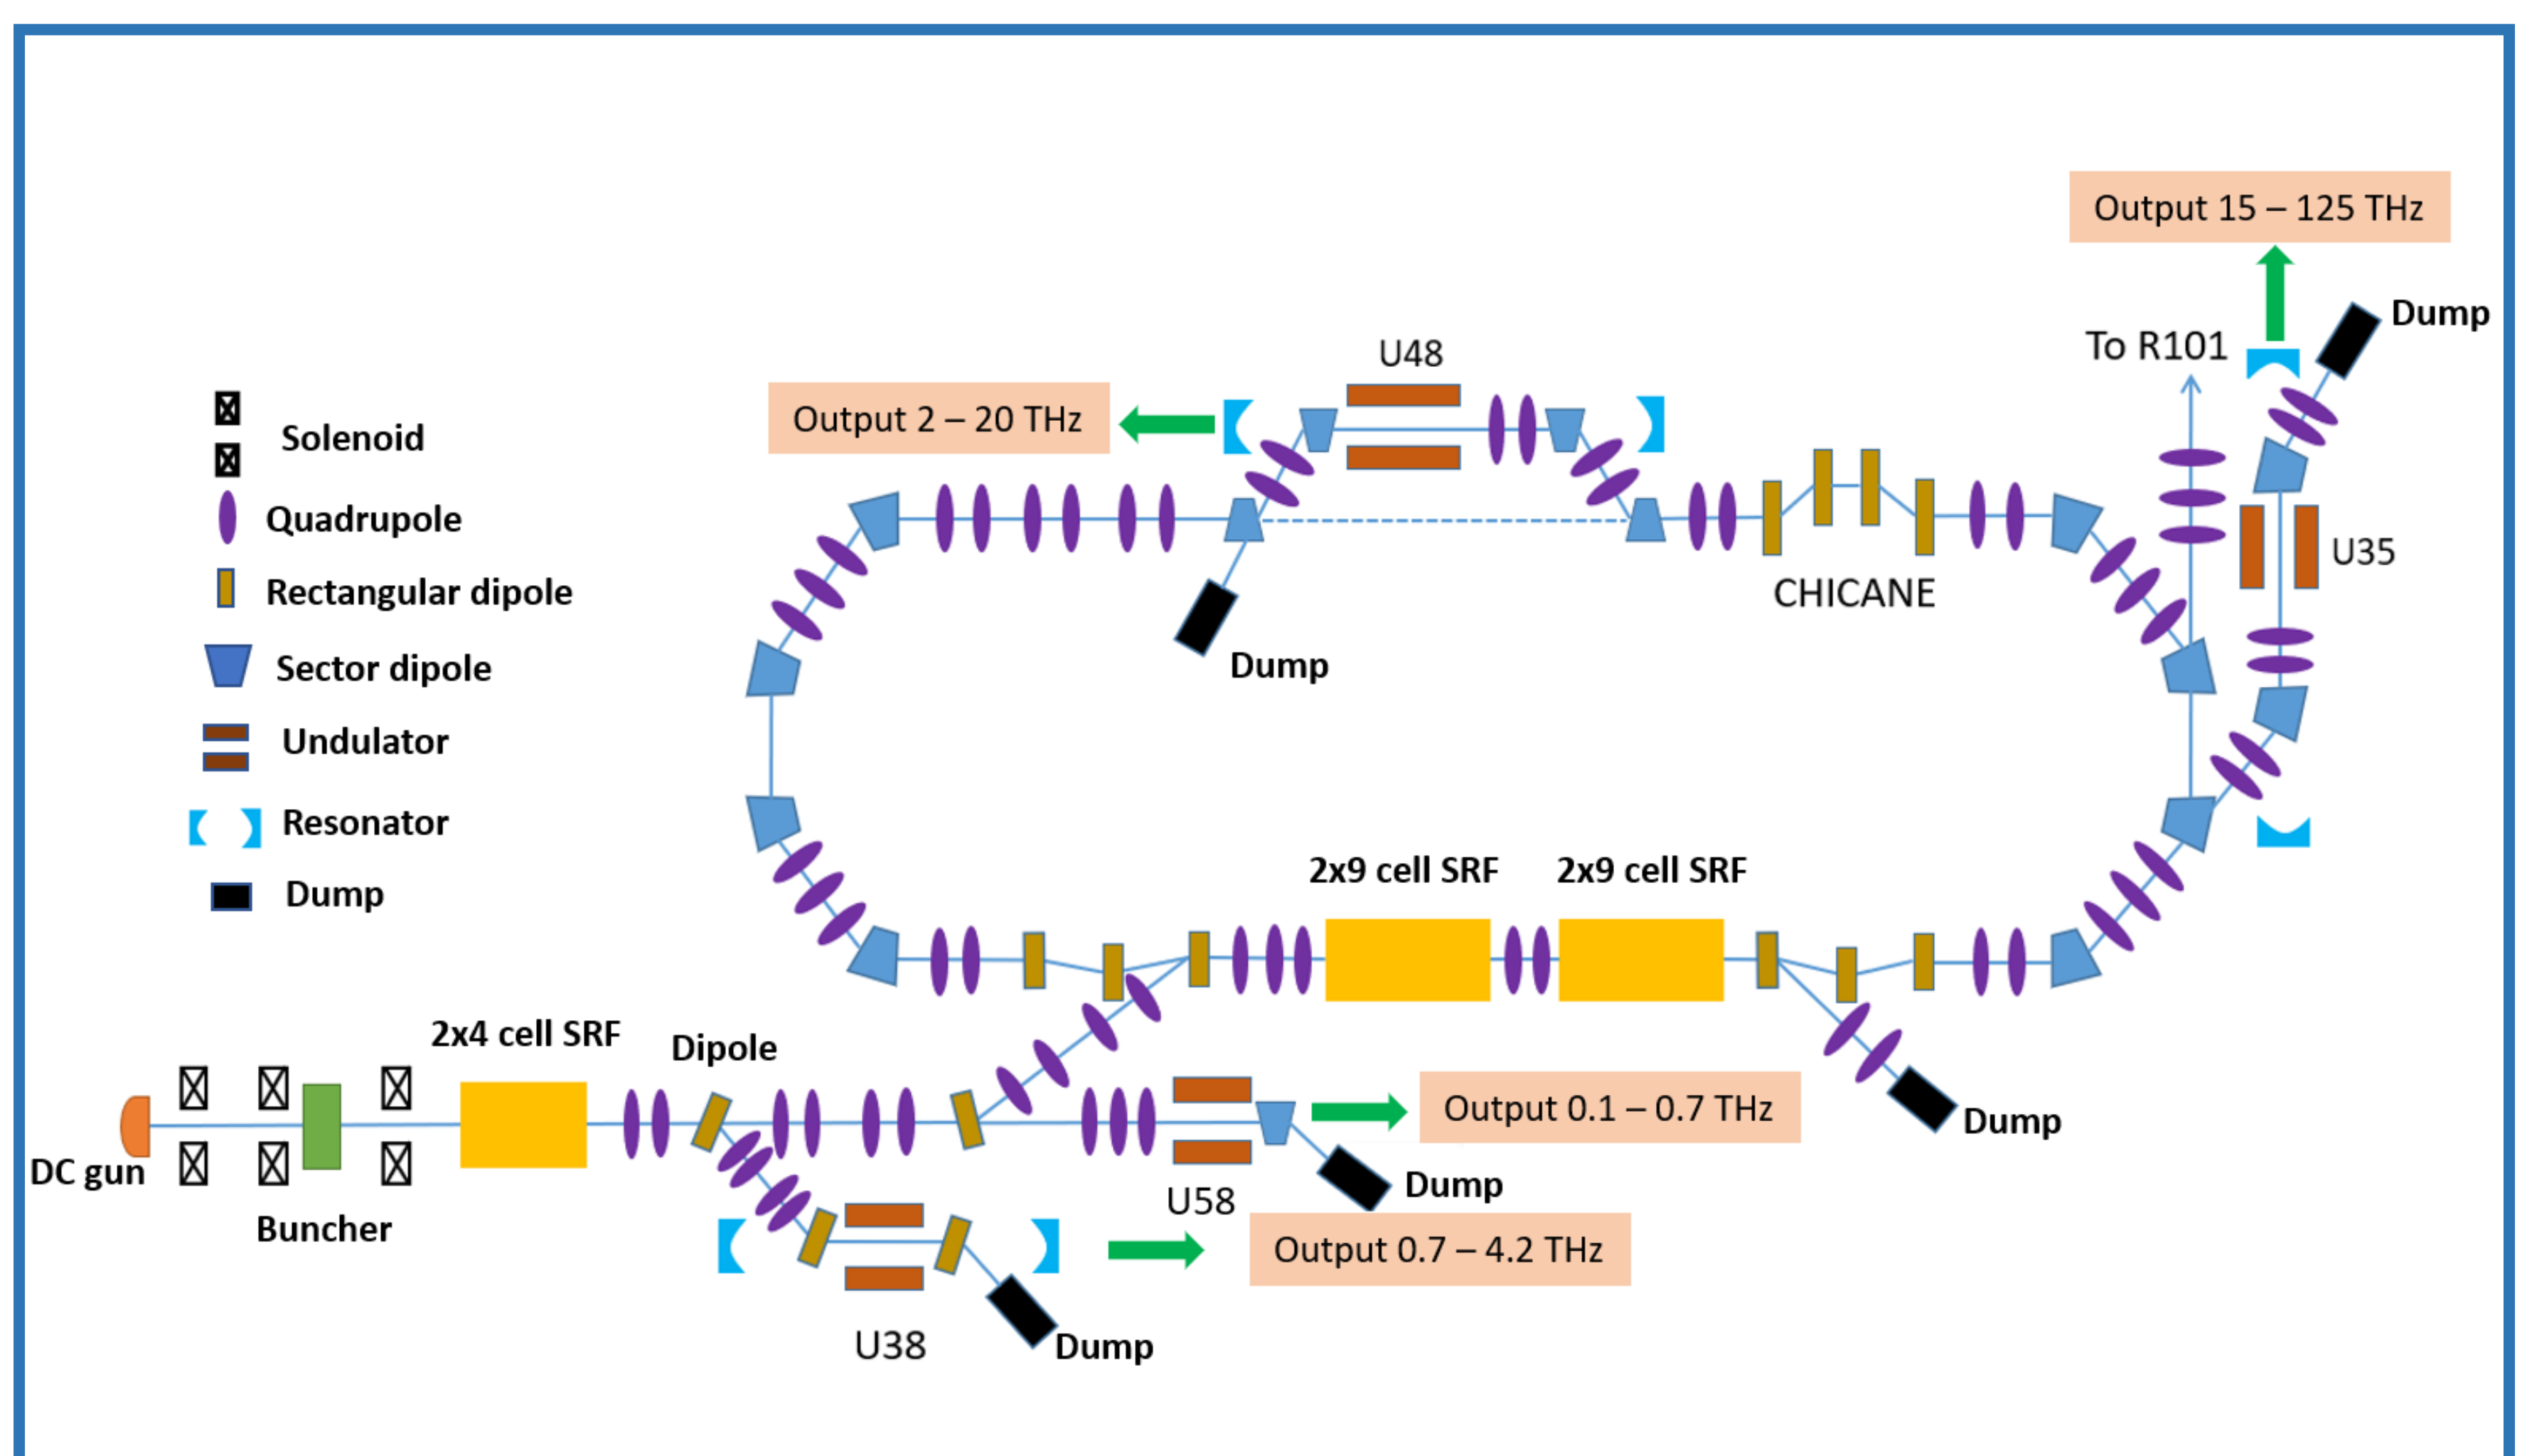 Output 15 – 125 THz
Dump
To R101
U48
Output 2 – 20 THz
Solenoid
Quadrupole
Rectangular dipole
Sector dipole
Undulator
Resonator
Dump
U35
CHICANE
Dump
2x9 cell SRF
2x9 cell SRF
2x4 cell SRF
Dipole
Output 0.1 – 0.7 THz
Dump
DC gun
Buncher
U58
Dump
Output 0.7 – 4.2 THz
U38
Dump